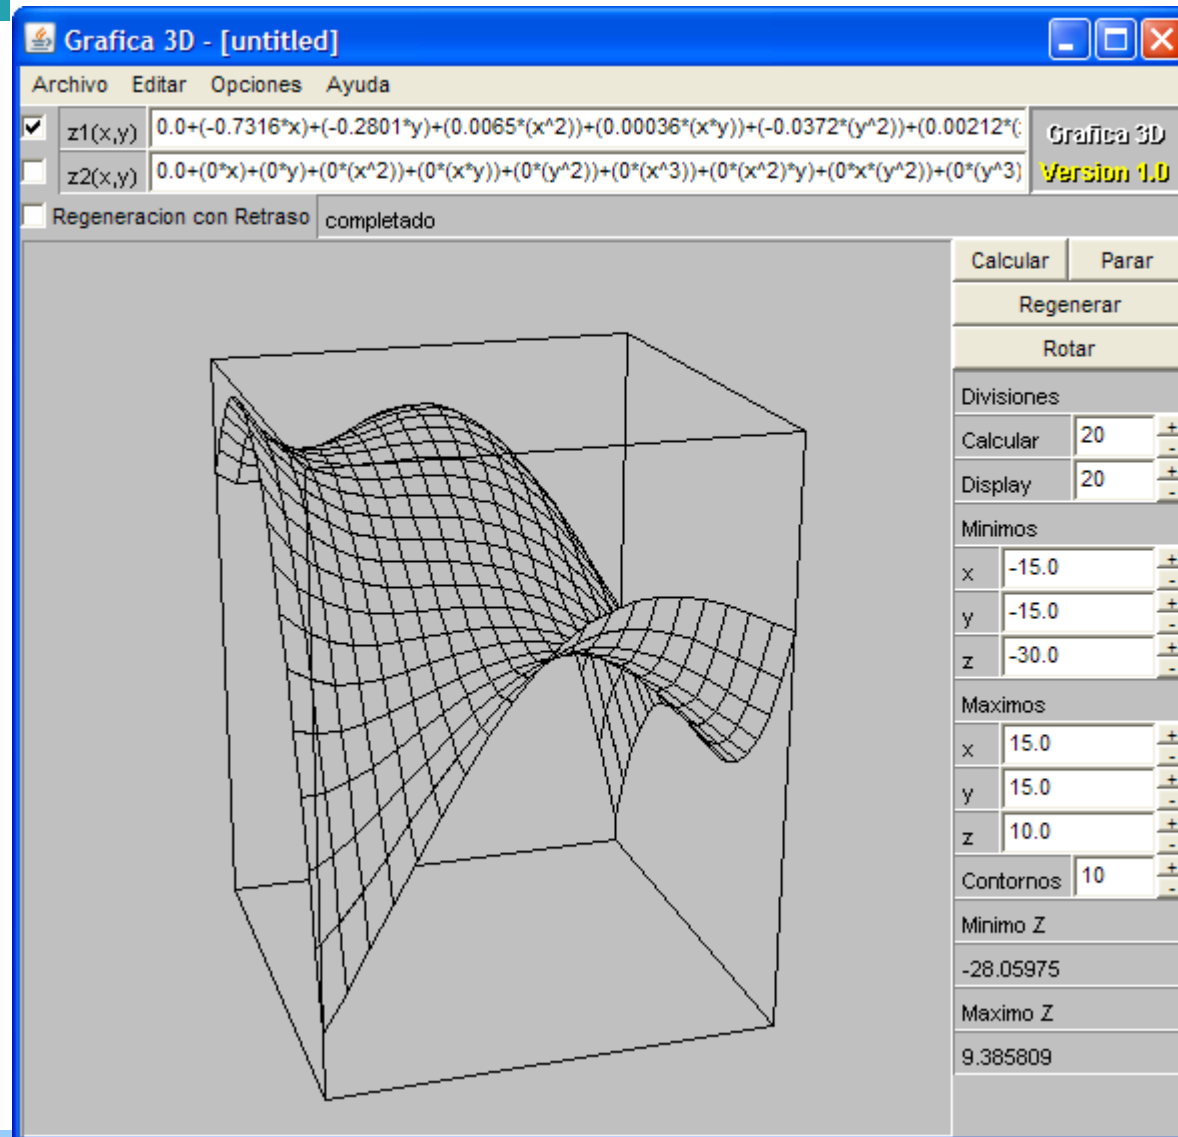 Grafica 3D - [untitled]
Archivo Editar Opciones Ayuda
z1(x,y) 0.0+(-0.7316*x)+(-0.2801*y)+(0.0065*(x^2))+(0.00036*(x*y))+(-0.0372*(y^2))+(0.00212*(
Grafica 3D
z2(x,y) 0.0+(0*x)+(0*y)+(0*(x^2))+(0*(x*y))+(0*(y^2))+(0*(x^3))+(0*(x^2)*y)+(0*x*(y^2))+(0*(y^3)
Version 1.0
Regeneracion con Retraso completado
Calcular Parar
Regenerar
Rotar
Divisiones
Calcular 20 + -
Display 20 + -
Minimos
x -15.0 + -
y -15.0 + -
z -30.0 + -
Maximos
x 15.0 + -
y 15.0 + -
z 10.0 + -
Contornos 10 + -
Minimo Z
-28.05975
Maximo Z
9.385809